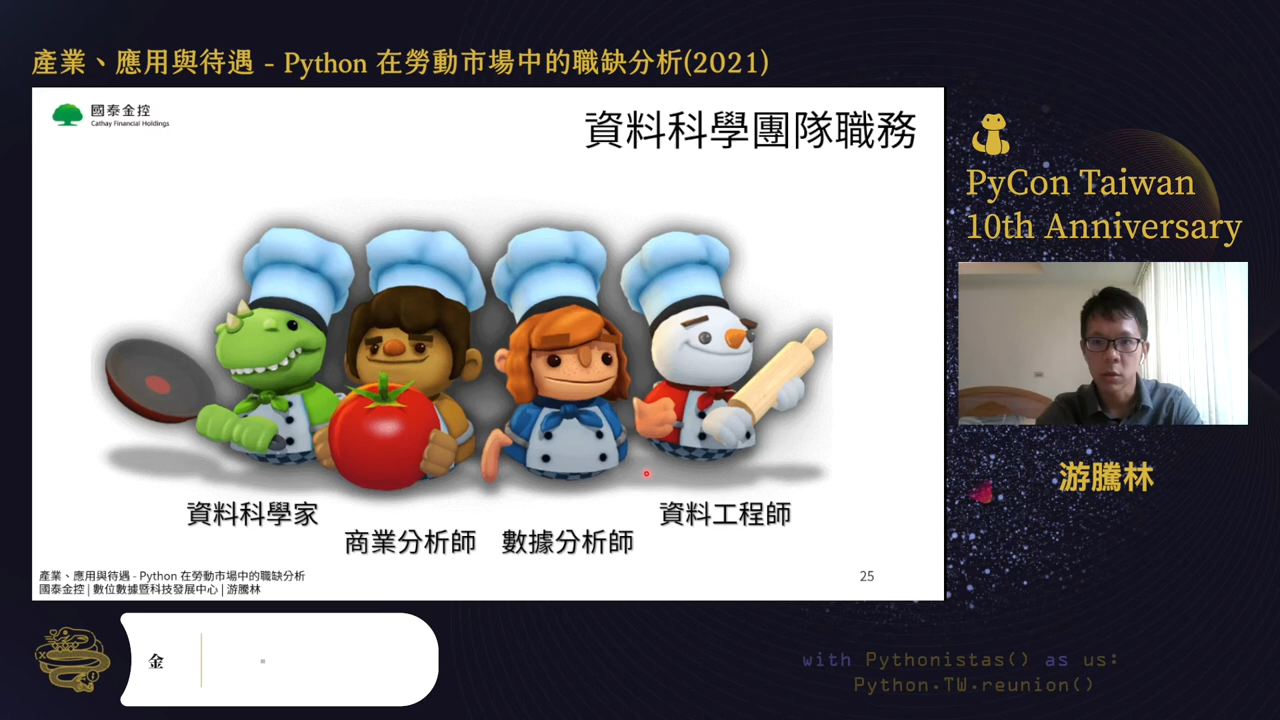 產業、應用與待遇 - Python 在勞動市場中的職缺分析(2021)
國泰金控
Cathay Financial Holdings
資料科學團隊職務
資料科學家
商業分析師
數據分析師
資料工程師
產業、應用與待遇 - Python 在勞動市場中的職缺分析
國泰金控 | 數位數據暨科技發展中心 | 游騰林
25
PyCon Taiwan
10th Anniversary
游騰林
金
with Pythonistas() as us:
Python.TW.reunion()